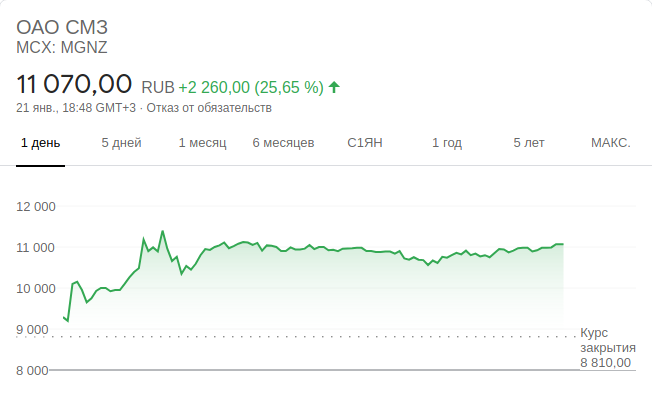 ОАО СМЗ
MCX: MGNZ
11 070,00 RUB +2 260,00 (25,65 %)
21 янв., 18:48 GMT+3 · Отказ от обязательств
1 день 5 дней 1 месяц 6 месяцев С1ЯН 1 год 5 лет МАКС.
12 000
11 000
10 000
9 000
Курс
закрытия
8 810,00
8 000